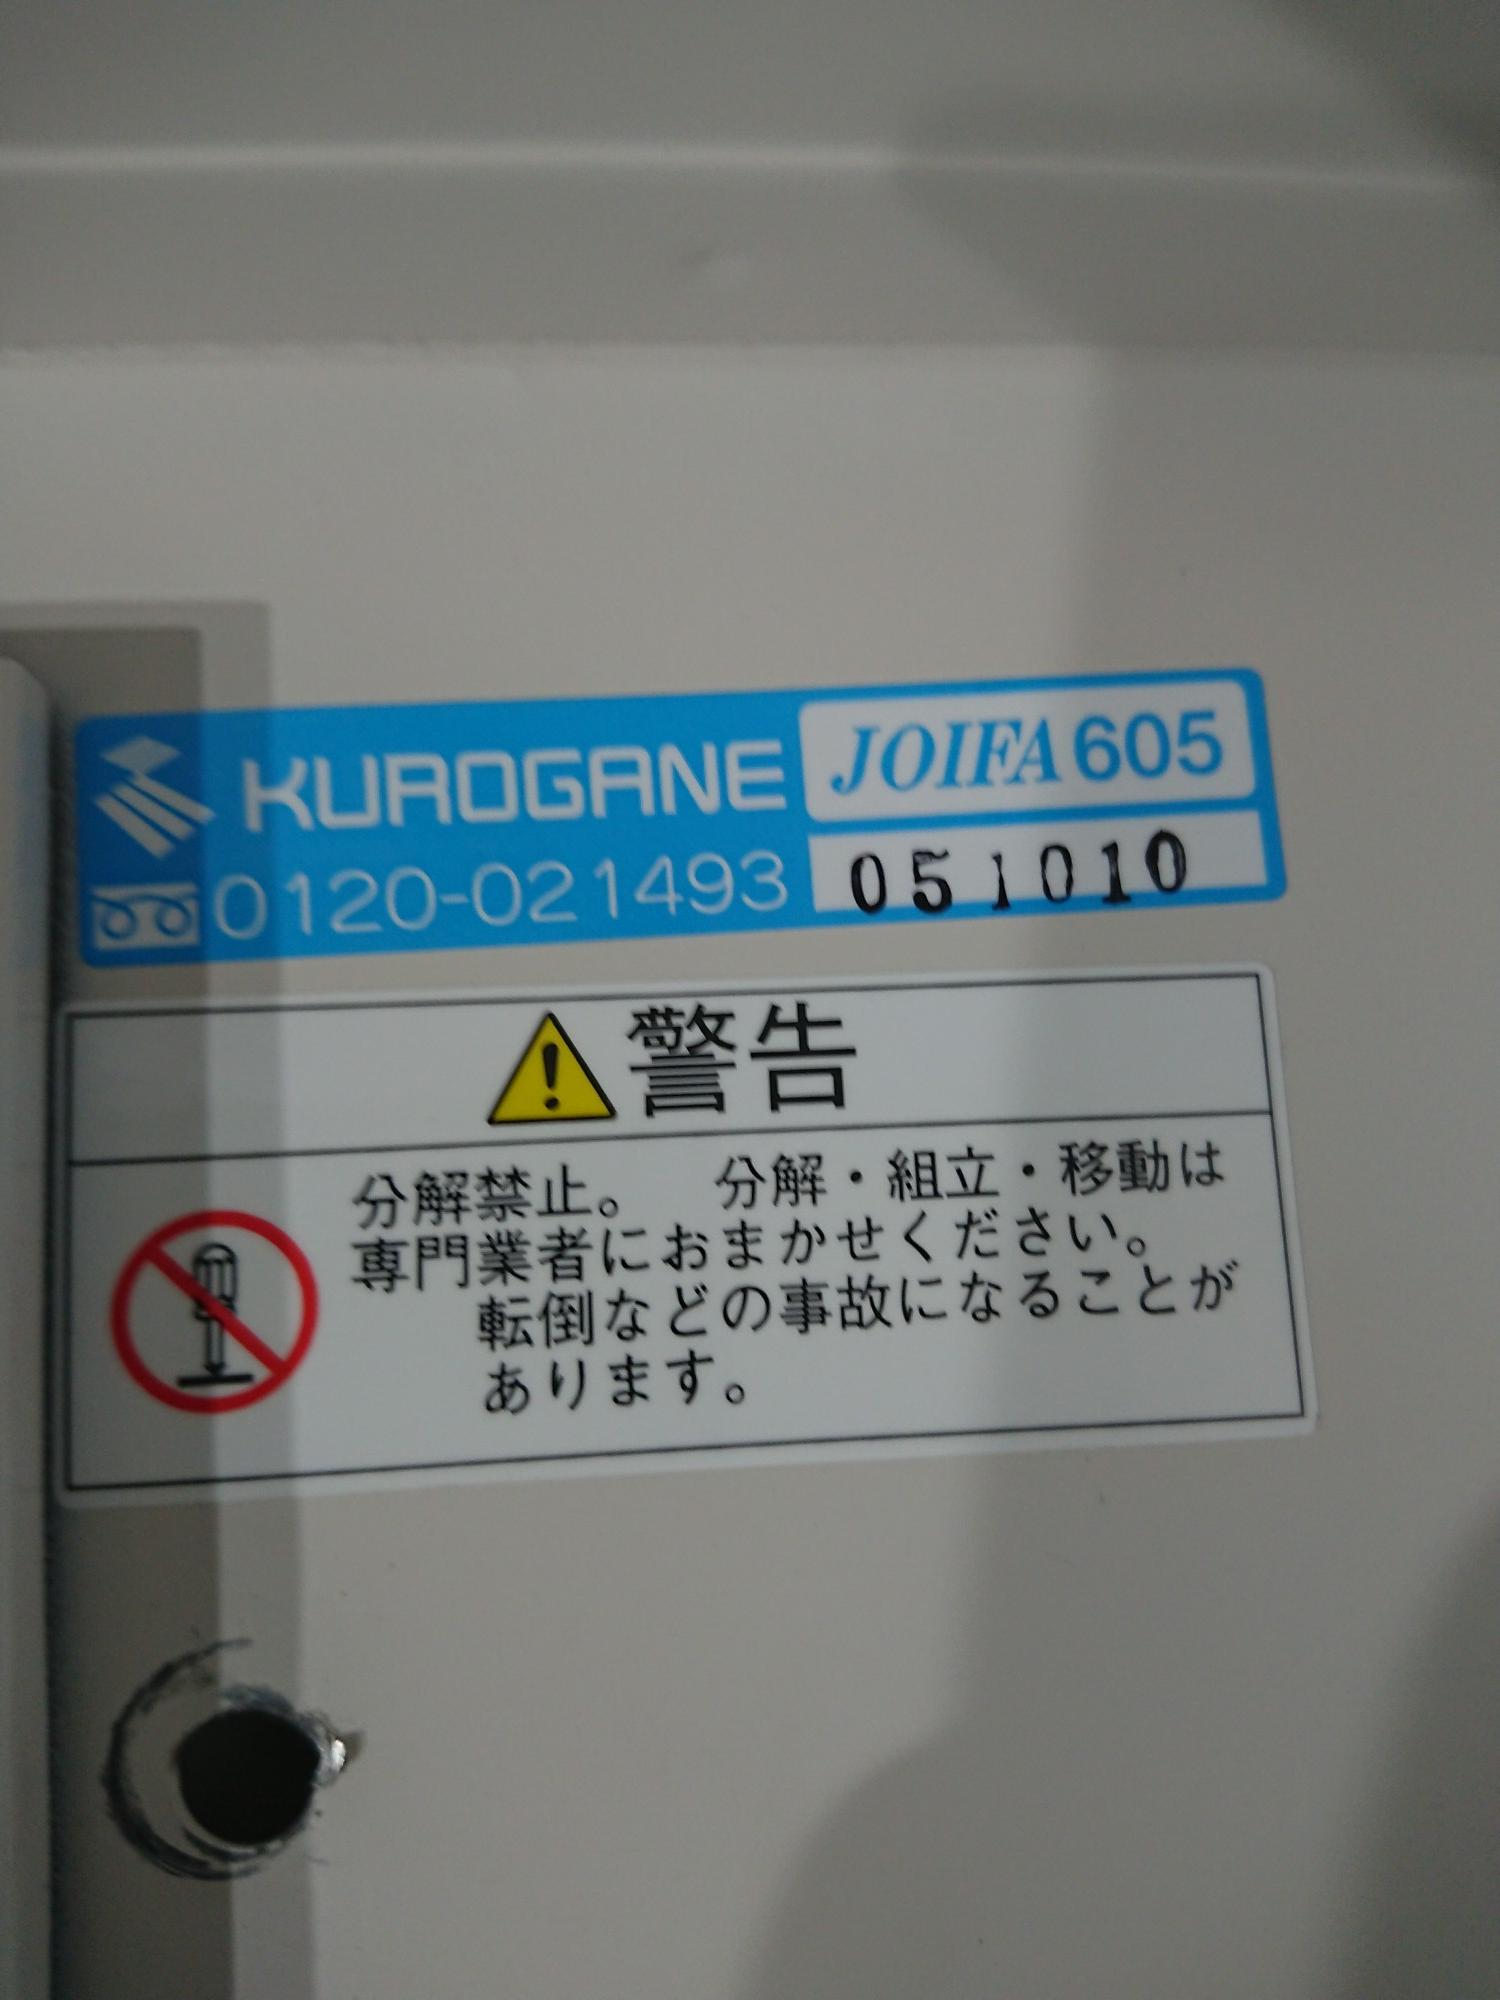 KUROGANE JOIFA605
0120-021493 051010
警告
分解禁止。 分解・組立・移動は
専門業者におまかせください。
転倒などの事故になることが
あります。